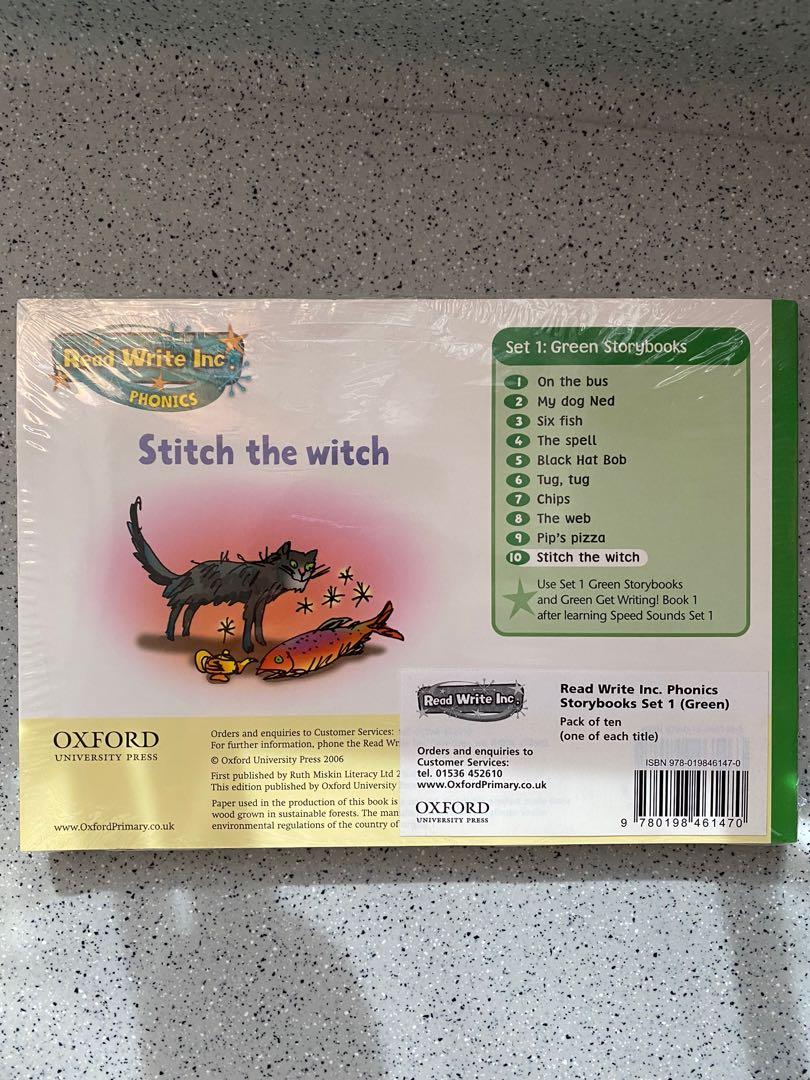 Read Write Inc.
PHONICS
Stitch the witch
Set 1: Green Storybooks
1 On the bus
2 My dog Ned
3 Six fish
4 The spell
5 Black Hat Bob
6 Tug, tug
7 Chips
8 The web
9 Pip's pizza
10 Stitch the witch
Use Set 1 Green Storybooks
and Green Get Writing! Book 1
after learning Speed Sounds Set 1
OXFORD
UNIVERSITY PRESS
www.OxfordPrimary.co.uk
Orders and enquiries to Customer Services:
For further information, phone the Read
© Oxford University Press 2006
First published by Ruth Miskin Literacy Ltd
This edition published by Oxford University
Paper used in the production of this book is
wood grown in sustainable forests. The
environmental regulations of the country of
Read Write Inc.
Orders and enquiries to
Customer Services:
tel. 01536 452610
www.OxfordPrimary.co.uk
OXFORD
UNIVERSITY PRESS
Read Write Inc. Phonics
Storybooks Set 1 (Green)
Pack of ten
(one of each title)
ISBN 978-019846147-0
9 780198 461470